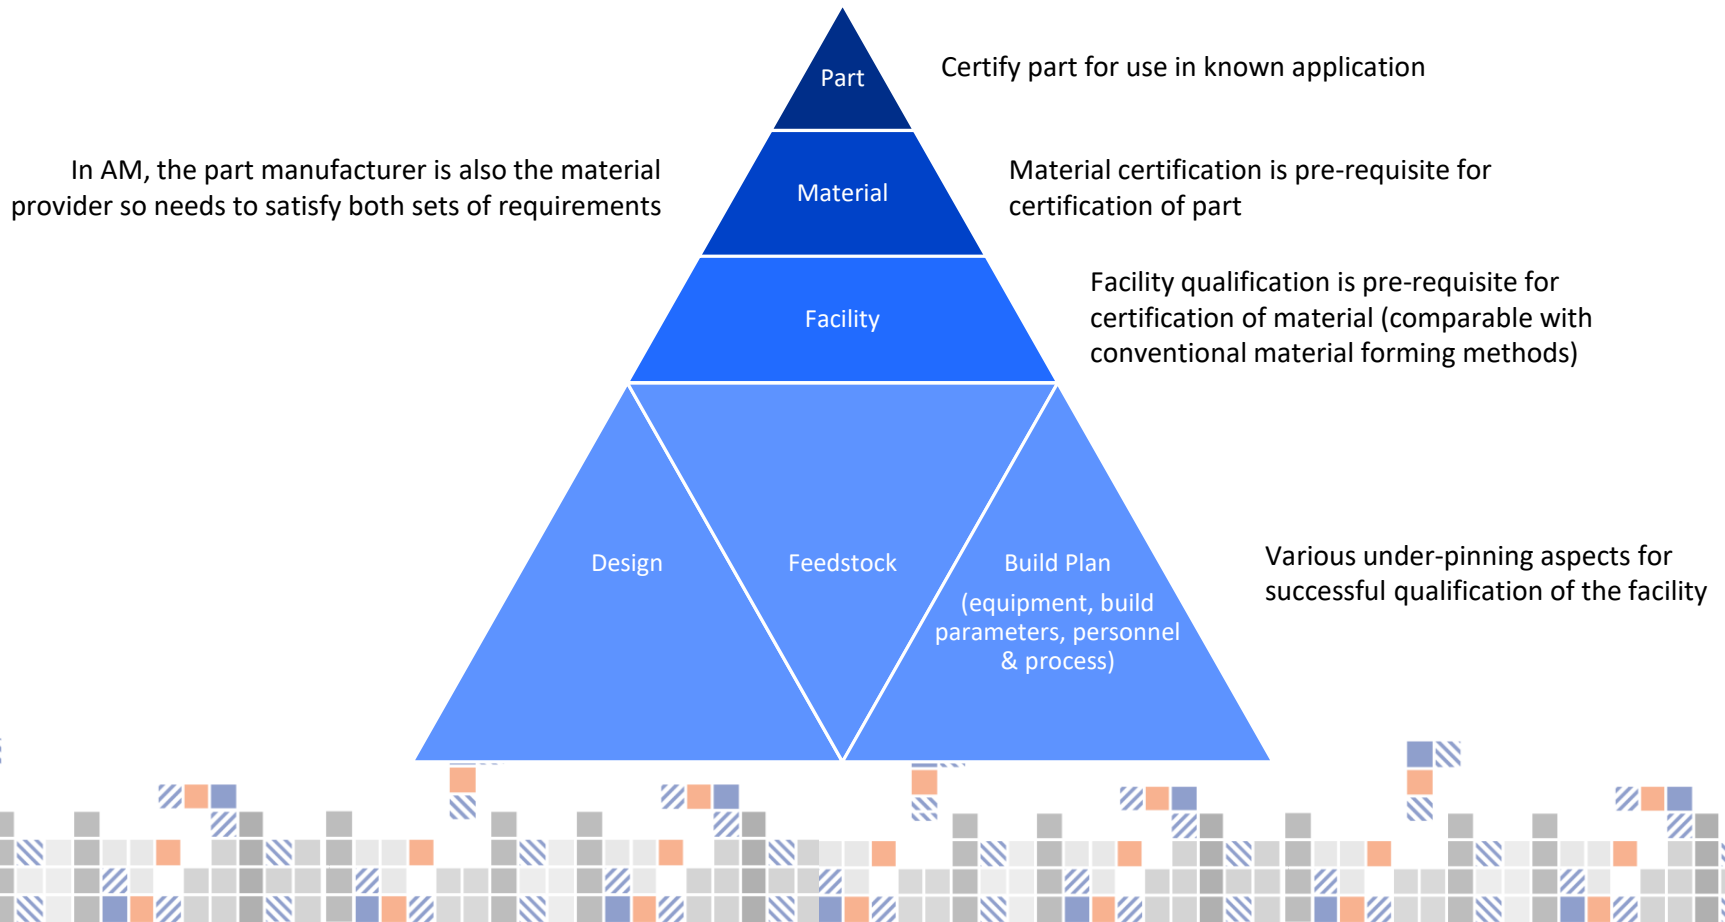 Part
Certify part for use in known application
In AM, the part manufacturer is also the material
provider so needs to satisfy both sets of requirements
Material
Material certification is pre-requisite for
certification of part
Facility
Facility qualification is pre-requisite for
certification of material (comparable with
conventional material forming methods)
Design
Feedstock
Build Plan
(equipment, build
parameters, personnel
& process)
Various under-pinning aspects for
successful qualification of the facility